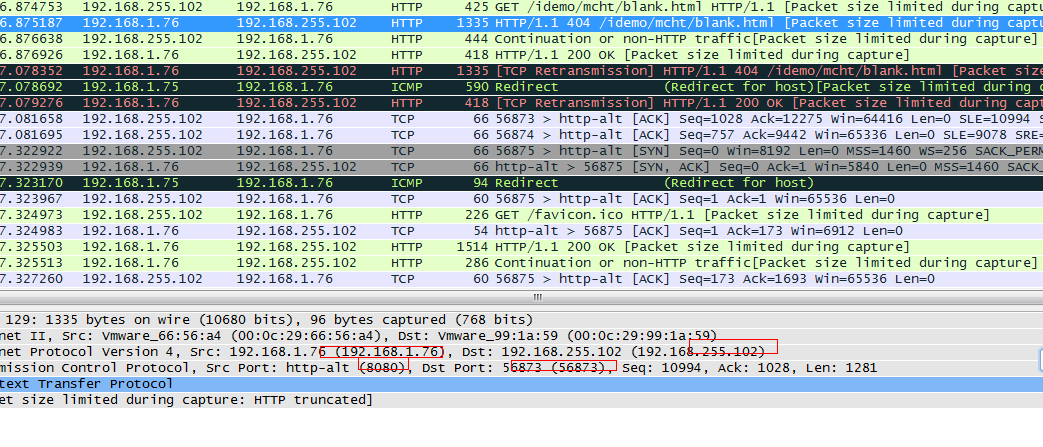 6.874753 192.168.255.102 192.168.1.76 HTTP 425 GET /idemo/mcht/blank.html HTTP/1.1 [Packet size limited during captu
6.875187 192.168.1.76 192.168.255.102 HTTP 1335 HTTP/1.1 404 /idemo/mcht/blank.html [Packet size limited during capt
6.876638 192.168.255.102 192.168.1.76 HTTP 444 Continuation or non-HTTP traffic[Packet size limited during capture]
6.876926 192.168.1.76 192.168.255.102 HTTP 418 HTTP/1.1 200 OK [Packet size limited during capture]
7.078352 192.168.1.76 192.168.255.102 HTTP 1335 [TCP Retransmission] HTTP/1.1 404 /idemo/mcht/blank.html [Packet size
7.078692 192.168.1.75 192.168.1.76 ICMP 590 Redirect (Redirect for host)[Packet size limited during c
7.079276 192.168.1.76 192.168.255.102 HTTP 418 [TCP Retransmission] HTTP/1.1 200 OK [Packet size limited during capt
7.081658 192.168.255.102 192.168.1.76 TCP 66 56873 > http-alt [ACK] Seq=1028 Ack=12275 Win=64416 Len=0 SLE=10994 S
7.081695 192.168.255.102 192.168.1.76 TCP 66 56874 > http-alt [ACK] Seq=757 Ack=9442 Win=65336 Len=0 SLE=9078 SRE=
7.322922 192.168.255.102 192.168.1.76 TCP 66 56875 > http-alt [SYN] Seq=0 Win=8192 Len=0 MSS=1460 WS=256 SACK_PERM
7.322939 192.168.1.76 192.168.255.102 TCP 66 http-alt > 56875 [SYN, ACK] Seq=0 Ack=1 Win=5840 Len=0 MSS=1460 SACK_
7.323170 192.168.1.75 192.168.1.76 ICMP 94 Redirect (Redirect for host)
7.323967 192.168.255.102 192.168.1.76 TCP 60 56875 > http-alt [ACK] Seq=1 Ack=1 Win=65536 Len=0
7.324973 192.168.255.102 192.168.1.76 HTTP 226 GET /favicon.ico HTTP/1.1 [Packet size limited during capture]
7.324983 192.168.1.76 192.168.255.102 TCP 54 http-alt > 56875 [ACK] Seq=1 Ack=173 Win=6912 Len=0
7.325503 192.168.1.76 192.168.255.102 HTTP 1514 HTTP/1.1 200 OK [Packet size limited during capture]
7.325513 192.168.1.76 192.168.255.102 HTTP 286 Continuation or non-HTTP traffic[Packet size limited during capture]
7.327260 192.168.255.102 192.168.1.76 TCP 60 56875 > http-alt [ACK] Seq=173 Ack=1693 Win=65536 Len=0
129: 1335 bytes on wire (10680 bits), 96 bytes captured (768 bits)
net II, Src: Vmware_66:56:a4 (00:0c:29:66:56:a4), Dst: Vmware_99:1a:59 (00:0c:29:99:1a:59)
net Protocol Version 4, Src: 192.168.1.76 (192.168.1.76), Dst: 192.168.255.102 (192.168.255.102)
mission Control Protocol, Src Port: http-alt (8080), Dst Port: 56873 (56873), Seq: 10994, Ack: 1028, Len: 1281
text Transfer Protocol
et size limited during capture: HTTP truncated]